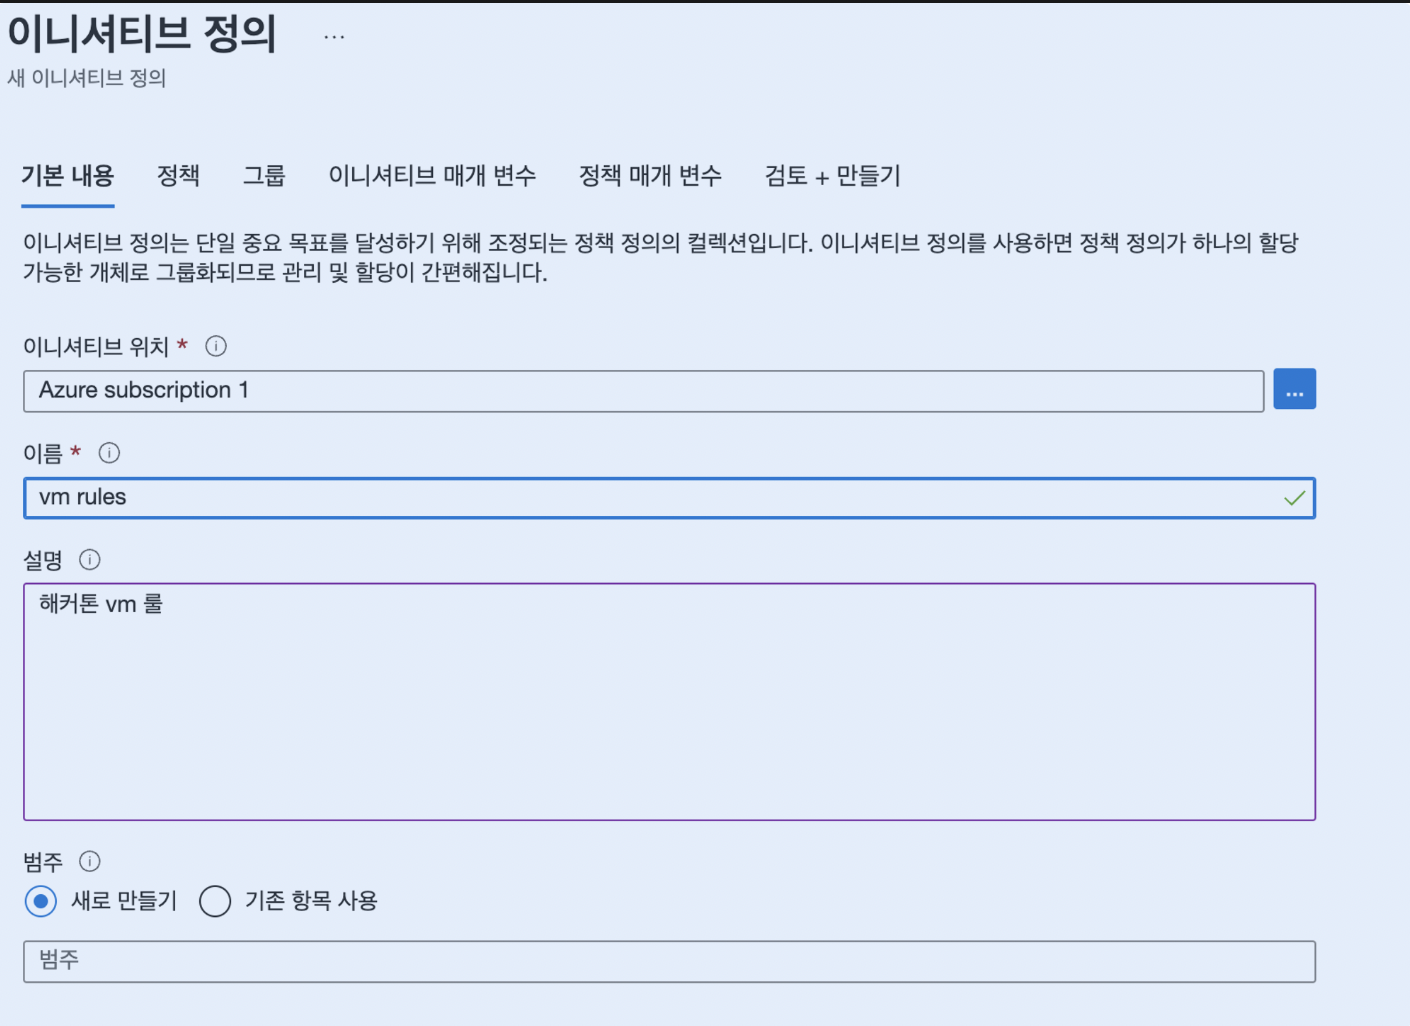 이니셔티브 정의 ...
새 이니셔티브 정의
기본 내용 정책 그룹 이니셔티브 매개 변수 정책 매개 변수 검토 + 만들기
이니셔티브 정의는 단일 중요 목표를 달성하기 위해 조정되는 정책 정의의 컬렉션입니다. 이니셔티브 정의를 사용하면 정책 정의가 하나의 할당
가능한 개체로 그룹화되므로 관리 및 할당이 간편해집니다.
이니셔티브 위치 *
Azure subscription 1 ...
이름 *
vm rules
설명
해커톤 vm 룰
범주
새로 만들기 기존 항목 사용
범주